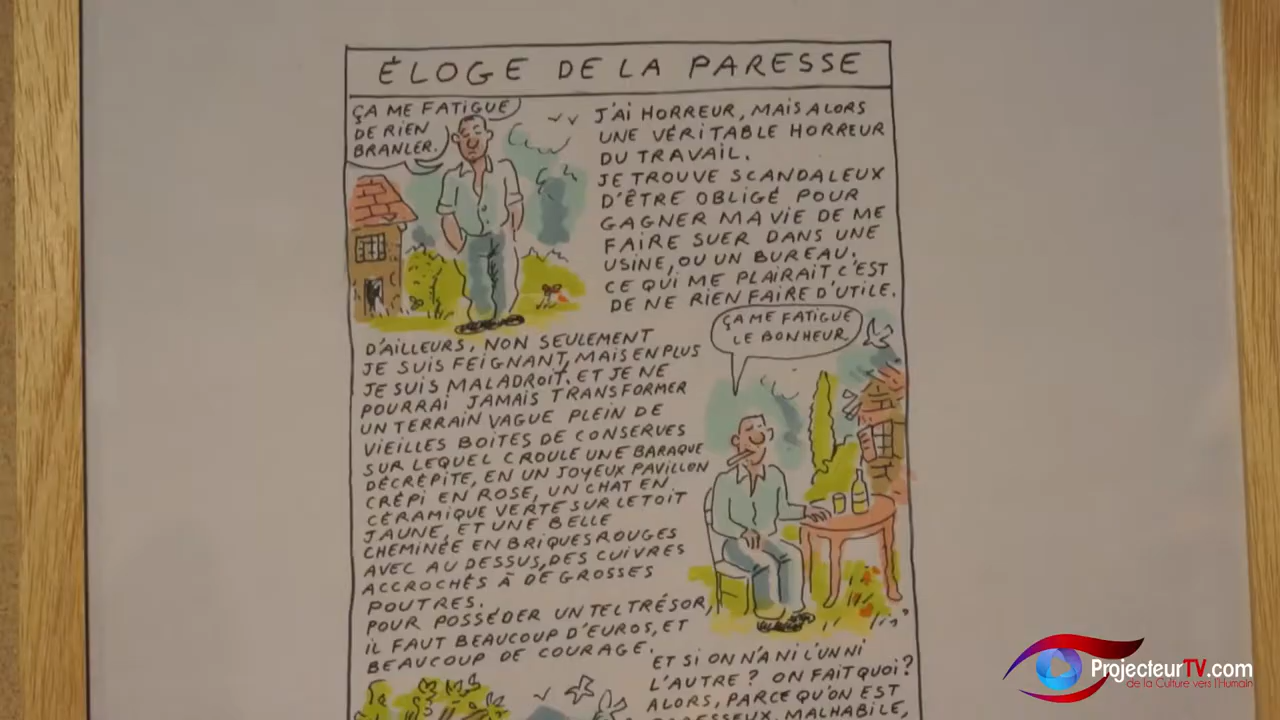 ÉLOGE DE LA PARESSE
ÇA ME FATIGUE
DE RIEN
BRANLER.
J'AI HORREUR, MAIS ALORS
UNE VÉRITABLE HORREUR
DU TRAVAIL.
JE TROUVE SCANDALEUX
D'ÊTRE OBLIGÉ POUR
GAGNER MA VIE DE ME
FAIRE SUER DANS UNE
USINE, OU UN BUREAU.
CE QUI ME PLAIRAIT C'EST
DE NE RIEN FAIRE D'UTILE.
D'AILLEURS, NON SEULEMENT
JE SUIS FEIGNANT, MAIS EN PLUS
JE SUIS MALADROIT. ET JE NE
POURRAI JAMAIS TRANSFORMER
UN TERRAIN VAGUE PLEIN DE
VIEILLES BOITES DE CONSERVES
SUR LEQUEL CROULE UNE BARAQUE
DÉCRÉPITE, EN UN JOYEUX PAVILLON
CRÉPI EN ROSE, UN CHAT EN
CÉRAMIQUE VERTE SUR LE TOIT
JAUNE, ET UNE BELLE
CHEMINÉE EN BRIQUES ROUGES
AVEC AU DESSUS, DES CUIVRES
ACCROCHÉS À DE GROSSES
POUTRES.
POUR POSSÉDER UN TEL TRÉSOR,
IL FAUT BEAUCOUP D'EUROS, ET
BEAUCOUP DE COURAGE.
ÇA ME FATIGUE
LE BONHEUR.
ET SI ON N'A NI L'UN NI
L'AUTRE? ON FAIT QUOI?
ALORS, PARCE QU'ON EST
PARESSEUX, MALHABILE,
ProjecteurTV.com
de la Culture vers l'Humain